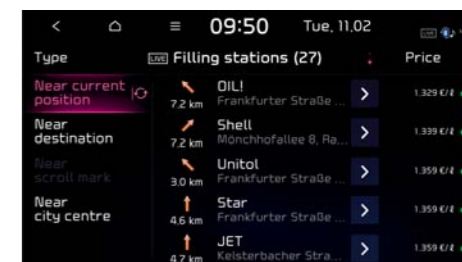 09:50 Tue, 11,02
Type LIVE Filling stations (27) Price
Near current
position
OIL!
Frankfurter Straße ...
7.2 km
1.329 €/ℓ
Near
destination
Shell
Mönchhofallee 8, Ra...
7.2 km
1.339 €/ℓ
Near
scroll mark
Unitol
Frankfurter Straße ...
3.0 km
1.359 €/ℓ
Near
city centre
Star
Frankfurter Straße ...
4.6 km
1.359 €/ℓ
JET
Kelsterbacher Stra...
4.7 km
1.359 €/ℓ